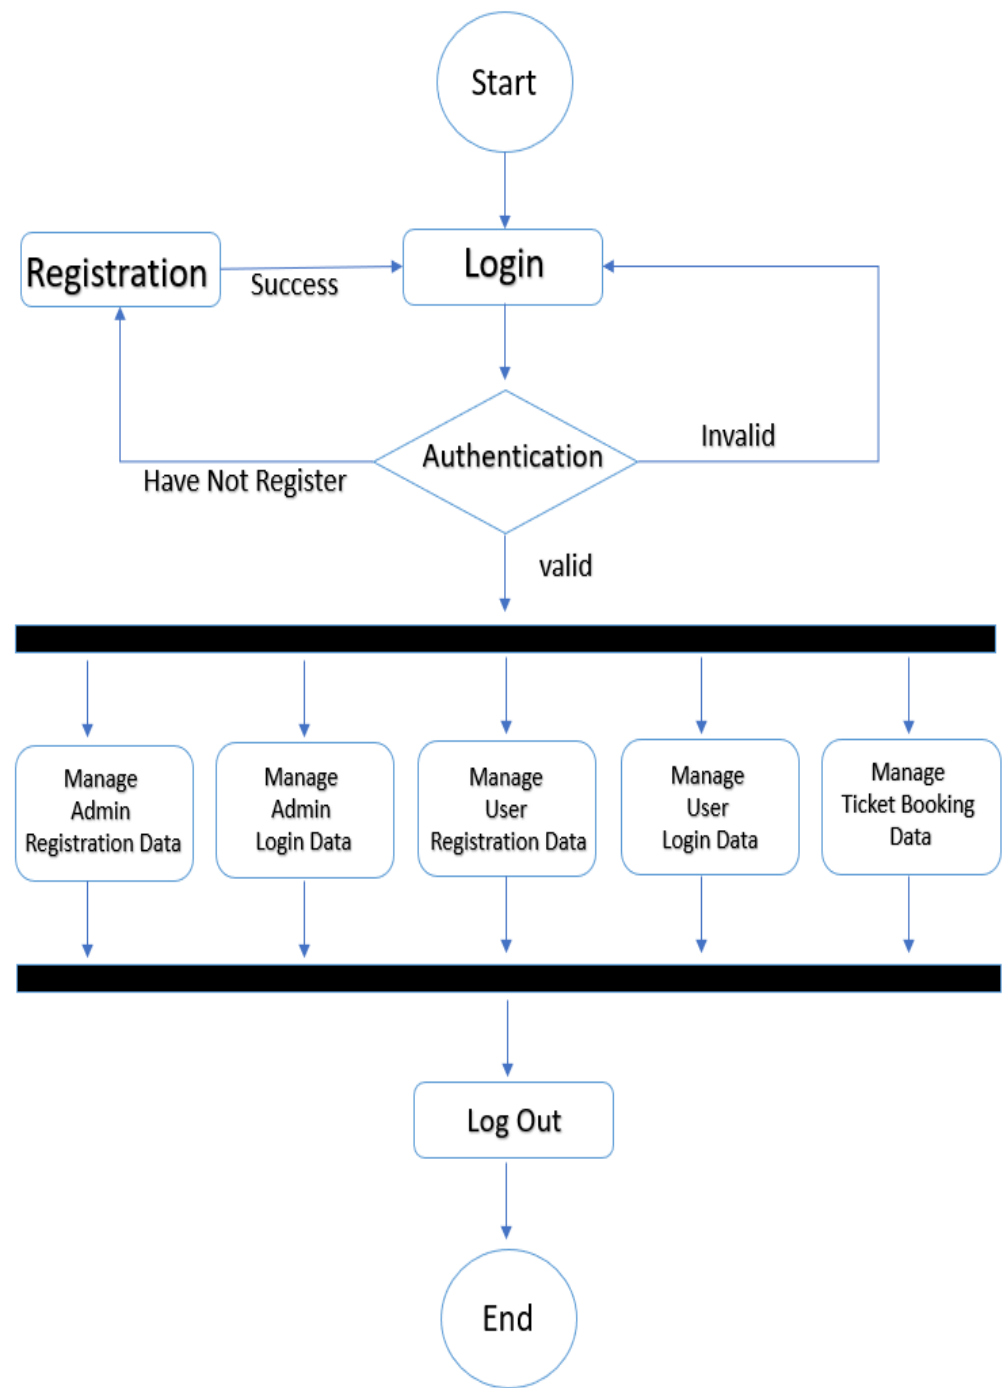 Start
Login
Registration
Success
Authentication
Invalid
Have Not Register
valid
Manage
Admin
Registration Data
Manage
Admin
Login Data
Manage
User
Registration Data
Manage
User
Login Data
Manage
Ticket Booking
Data
Log Out
End